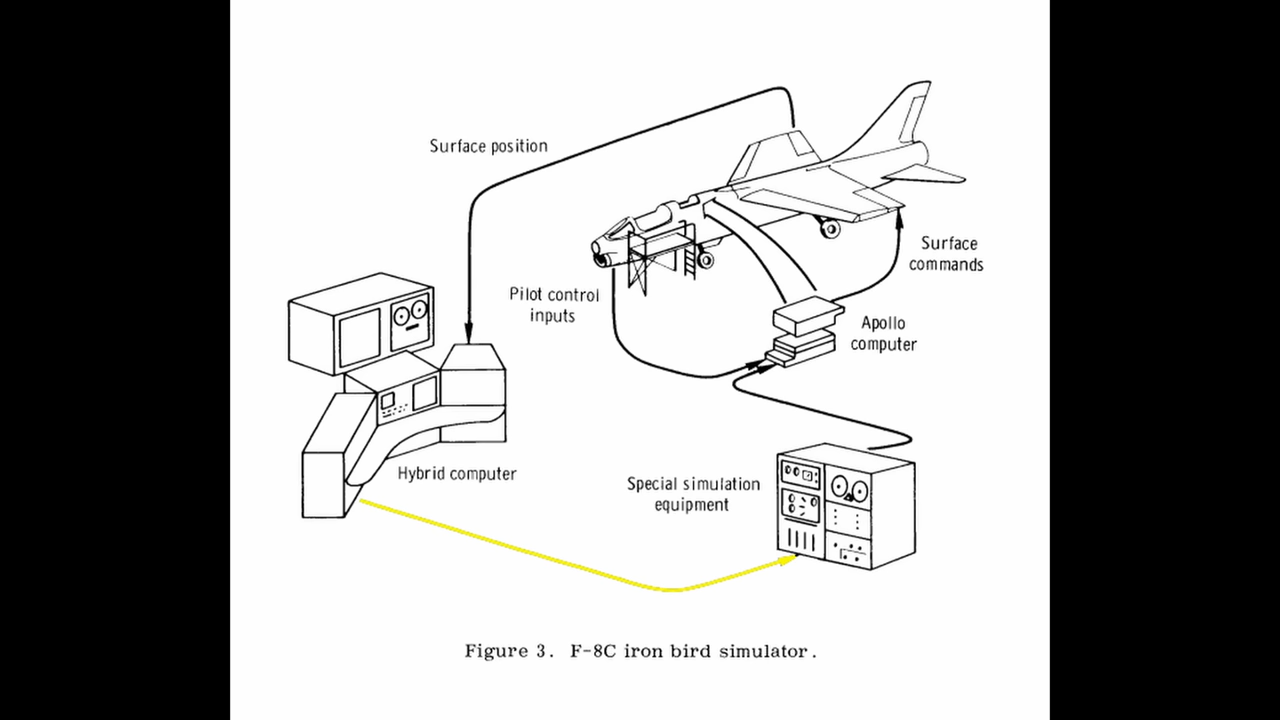 Surface position
Surface
commands
Pilot control
inputs
Apollo
computer
Hybrid computer
Special simulation
equipment
Figure 3. F-8C iron bird simulator.